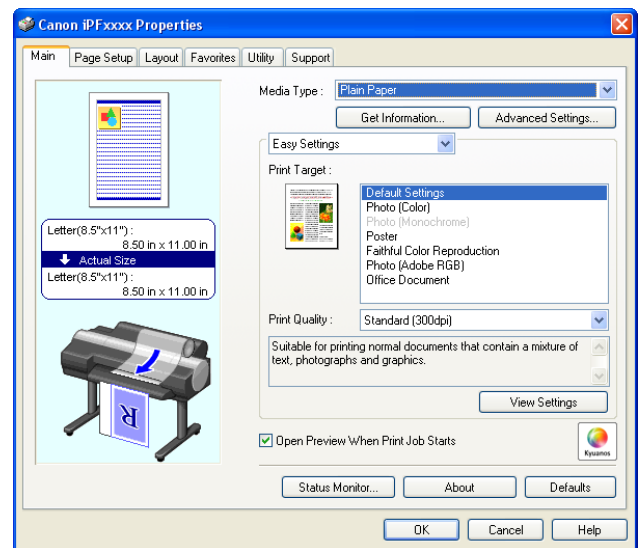 Canon iPFxxxx Properties
Main Page Setup Layout Favorites Utility Support
Media Type : Plain Paper
Get Information... Advanced Settings...
Easy Settings
Print Target :
Default Settings
Photo (Color)
Photo (Monochrome)
Poster
Faithful Color Reproduction
Photo (Adobe RGB)
Office Document
Letter(8.5"x11") :
8.50 in x 11.00 in
Actual Size
Letter(8.5"x11") :
8.50 in x 11.00 in
R
Print Quality : Standard (300dpi)
Suitable for printing normal documents that contain a mixture of
text, photographs and graphics.
View Settings
Open Preview When Print Job Starts
Kyuanos
Status Monitor... About Defaults
OK Cancel Help